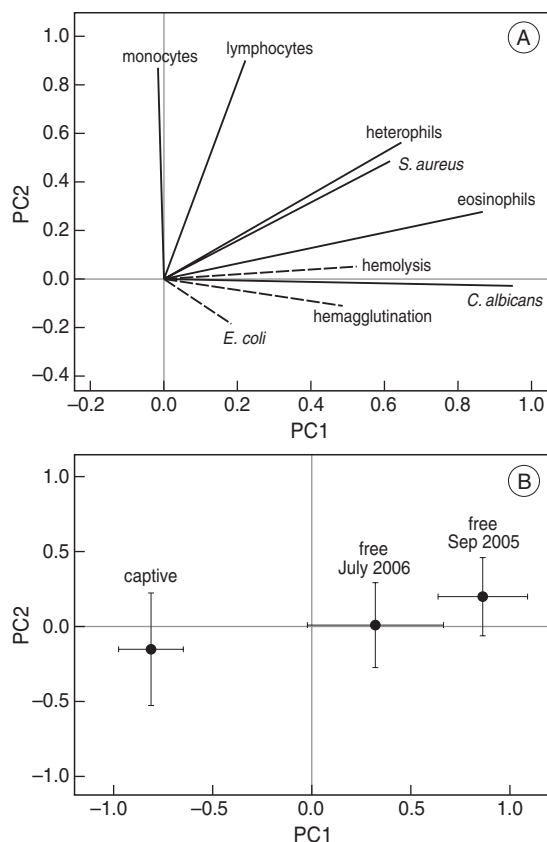 A
monocytes
lymphocytes
heterophils
S. aureus
eosinophils
hemolysis
C. albicans
hemagglutination
E. coli
PC2
1.0
0.8
0.6
0.4
0.2
0.0
−0.2
−0.4
−0.2 0.0 0.2 0.4 0.6 0.8 1.0
PC1
B
free
Sep 2005
free
July 2006
captive
PC2
1.0
0.5
0.0
−0.5
−1.0
−1.0 −0.5 0.0 0.5 1.0
PC1